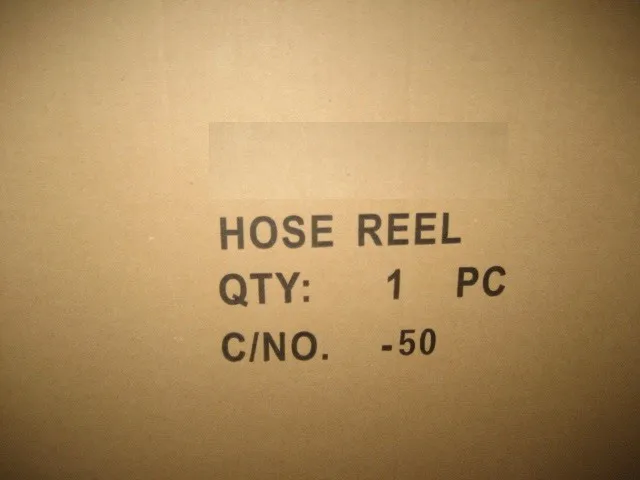 HOSE REEL
QTY: 1 PC
C/NO. -50